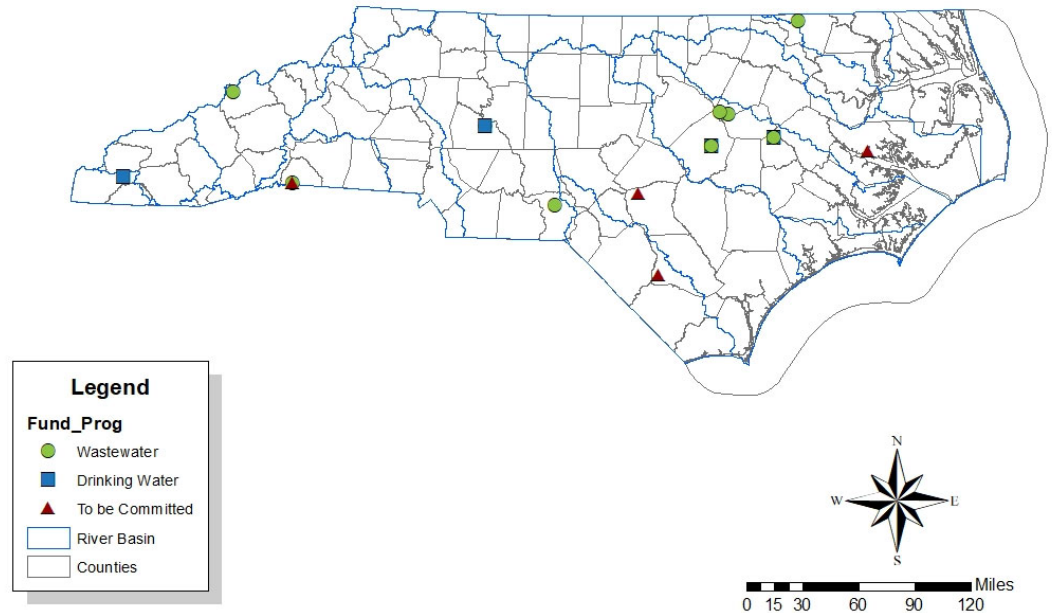 Legend
Fund_Prog
Wastewater
Drinking Water
To be Committed
River Basin
Counties
N
W E
S
Miles
0 15 30 60 90 120